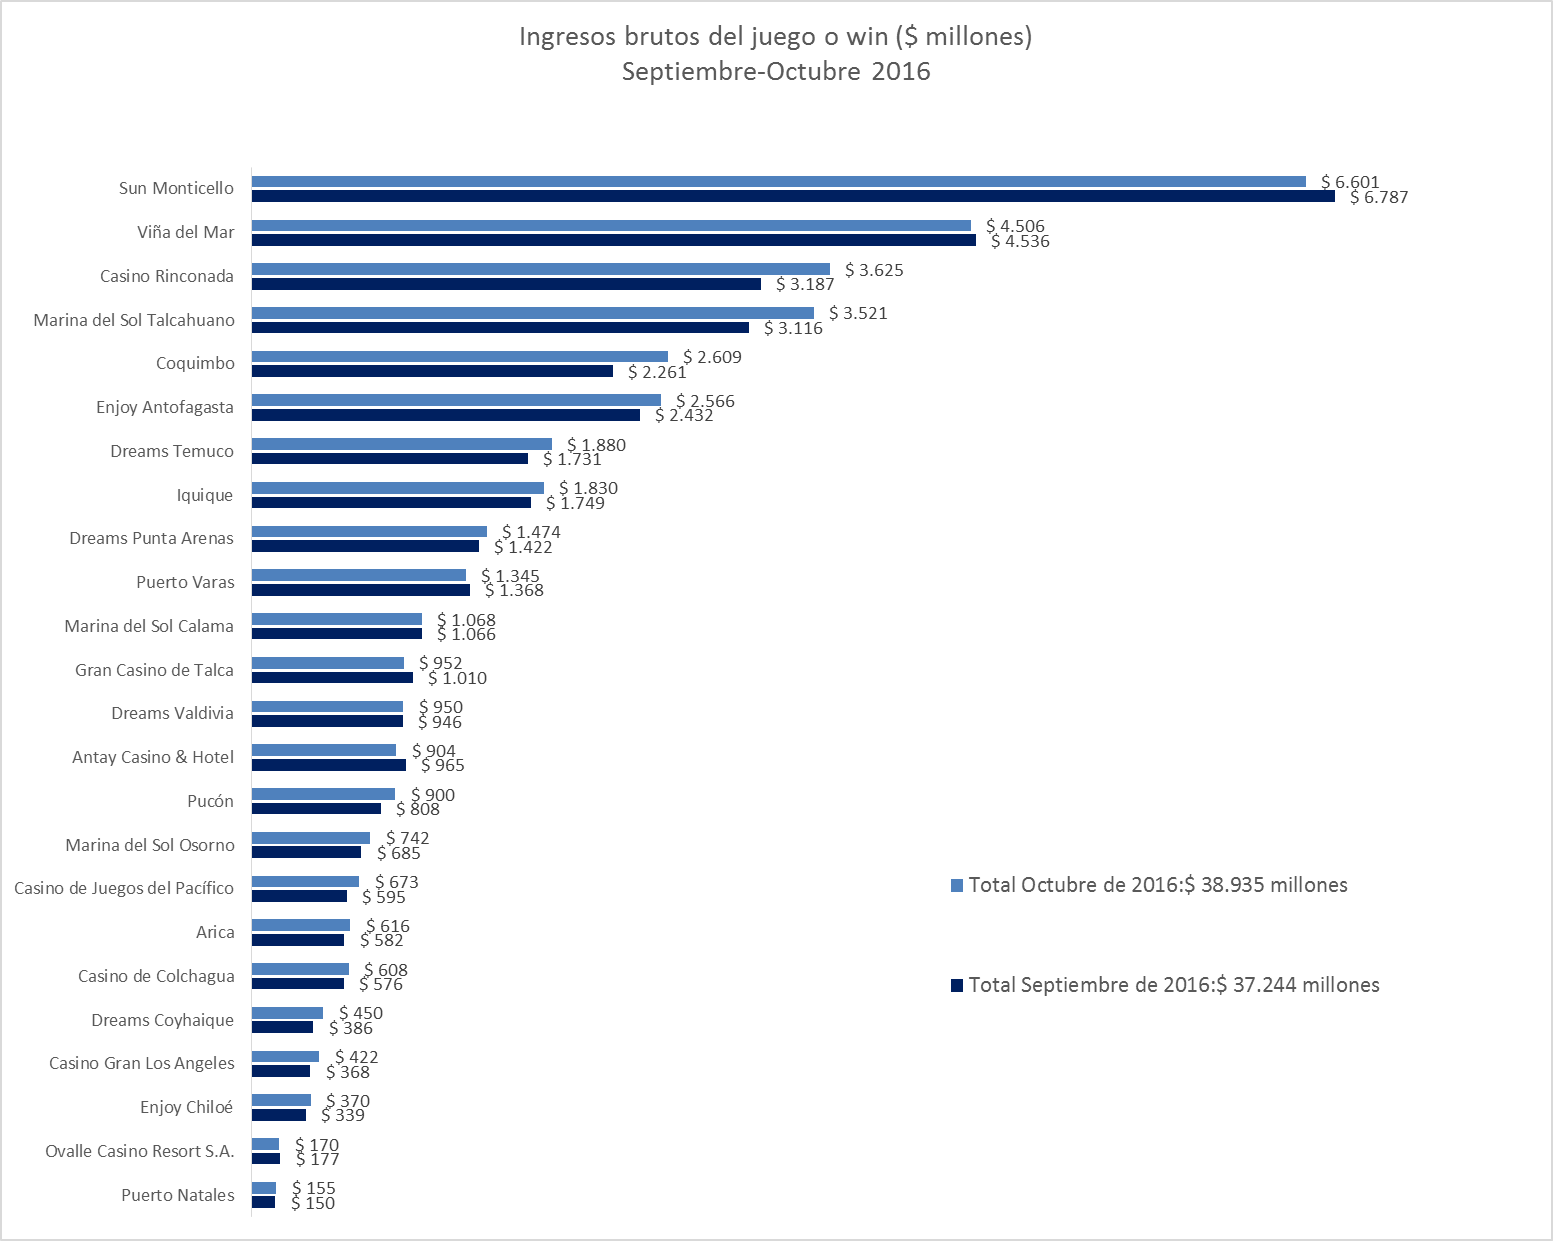 Ingresos brutos del juego o win ($ millones)
Septiembre-Octubre 2016
Sun Monticello
$ 6.601
$ 6.787
Viña del Mar
$ 4.506
$ 4.536
Casino Rinconada
$ 3.625
$ 3.187
Marina del Sol Talcahuano
$ 3.521
$ 3.116
Coquimbo
$ 2.609
$ 2.261
Enjoy Antofagasta
$ 2.566
$ 2.432
Dreams Temuco
$ 1.880
$ 1.731
Iquique
$ 1.830
$ 1.749
Dreams Punta Arenas
$ 1.474
$ 1.422
Puerto Varas
$ 1.345
$ 1.368
Marina del Sol Calama
$ 1.068
$ 1.066
Gran Casino de Talca
$ 952
$ 1.010
Dreams Valdivia
$ 950
$ 946
Antay Casino & Hotel
$ 904
$ 965
Pucón
$ 900
$ 808
Marina del Sol Osorno
$ 742
$ 685
Casino de Juegos del Pacífico
$ 673
$ 595
Arica
$ 616
$ 582
Casino de Colchagua
$ 608
$ 576
Dreams Coyhaique
$ 450
$ 386
Casino Gran Los Angeles
$ 422
$ 368
Enjoy Chiloé
$ 370
$ 339
Ovalle Casino Resort S.A.
$ 170
$ 177
Puerto Natales
$ 155
$ 150
Total Octubre de 2016:$ 38.935 millones
Total Septiembre de 2016:$ 37.244 millones